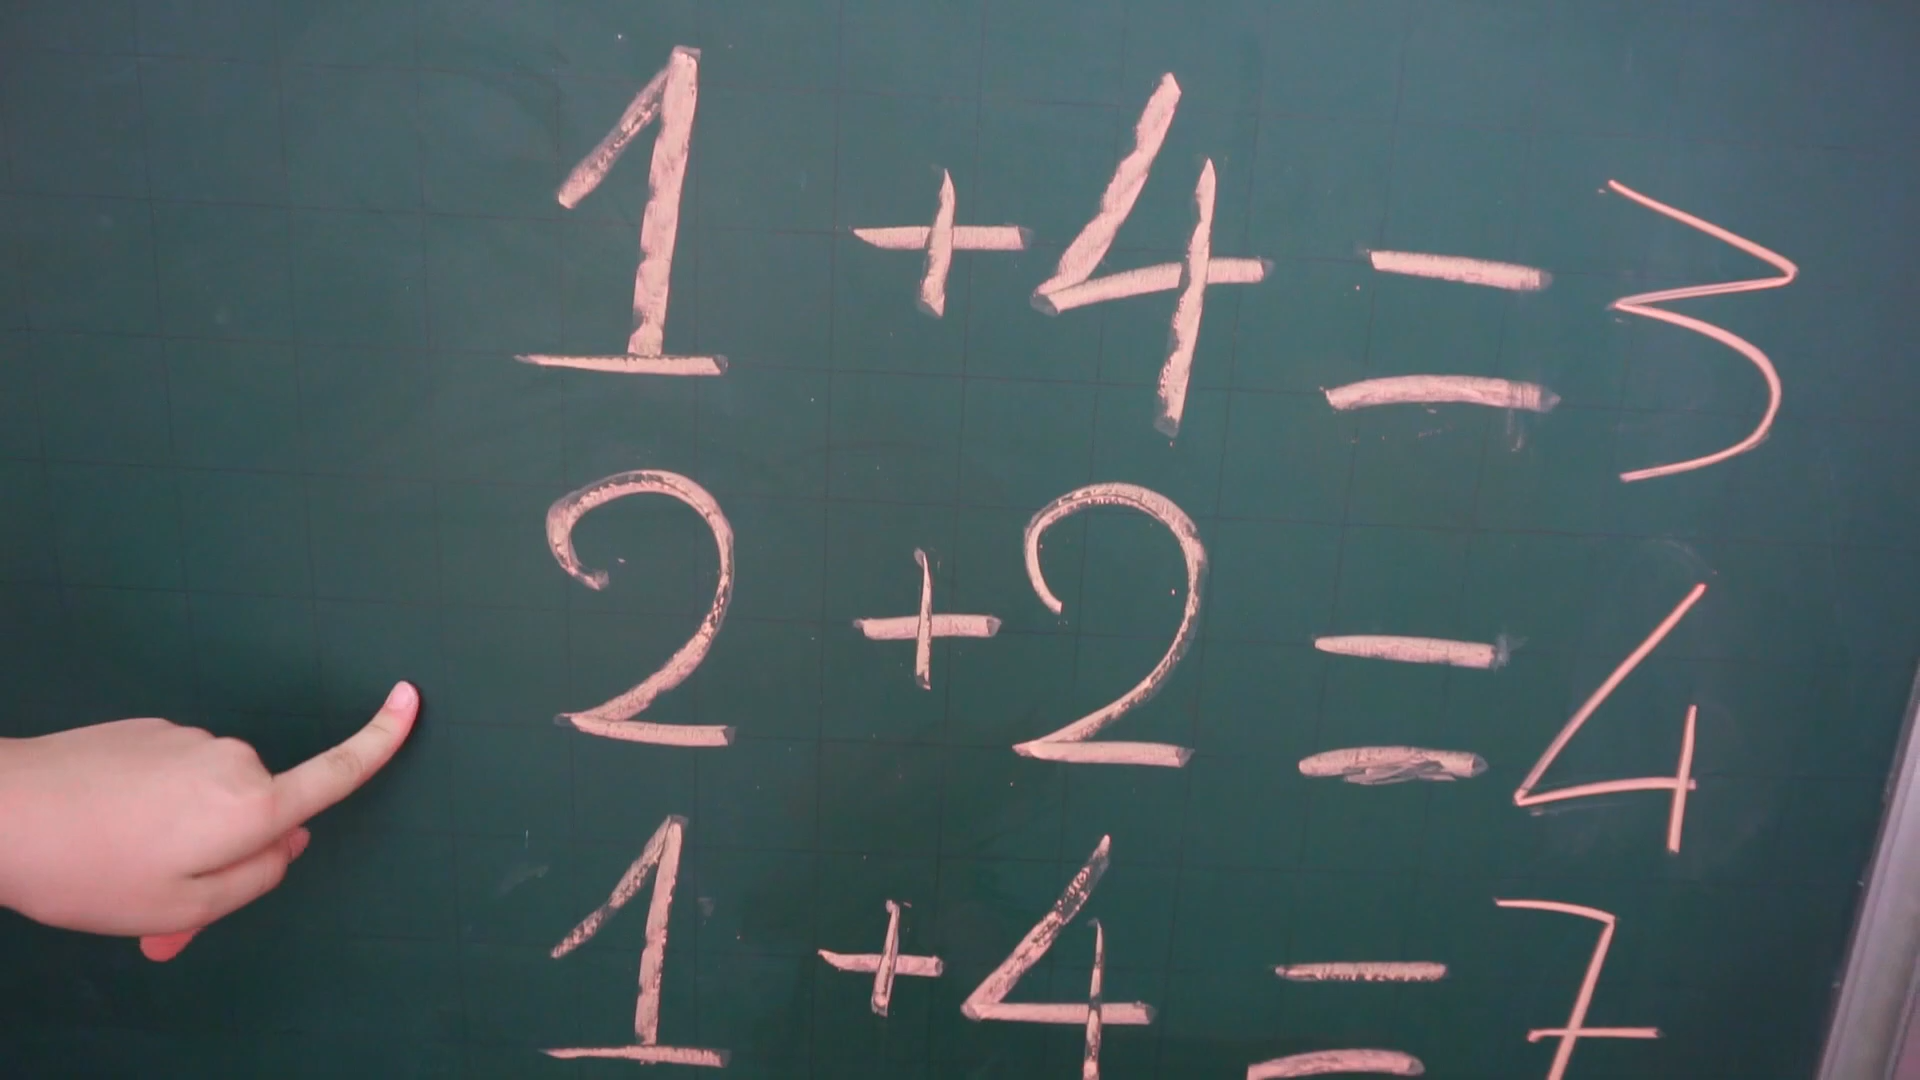 1 + 4 = 3
2 + 2 = 4
1 + 4 = 7